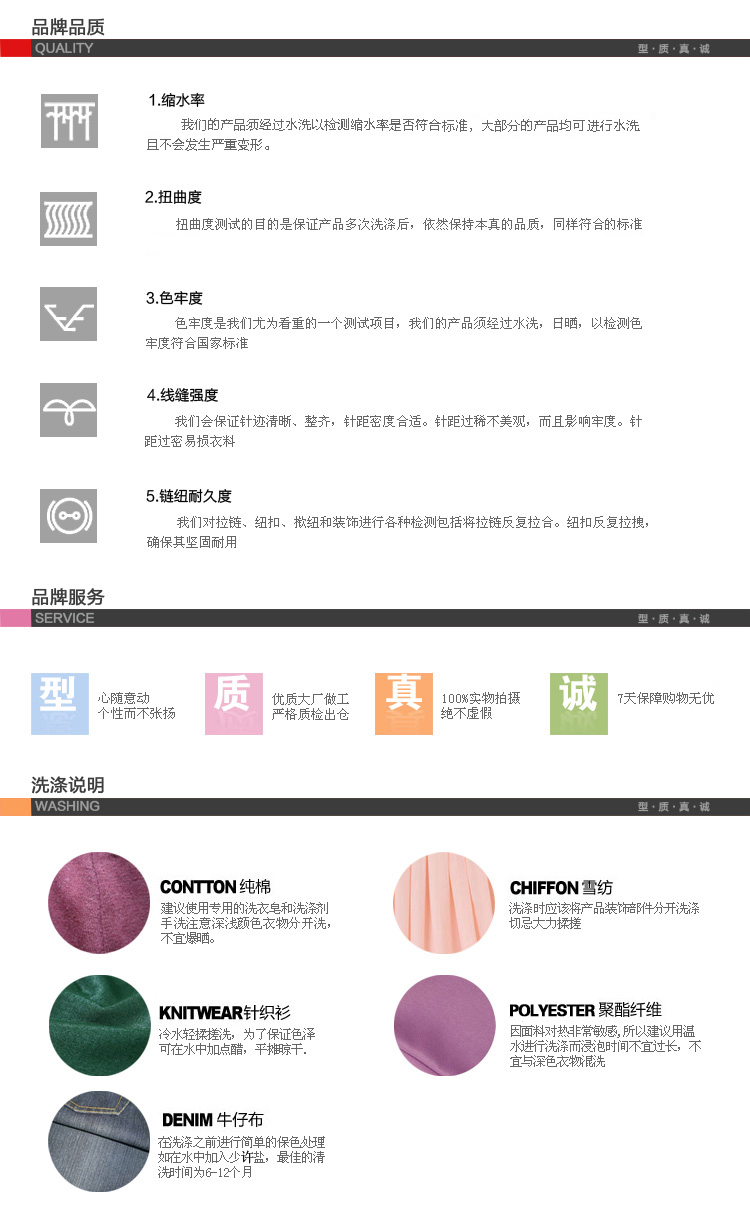 品牌品质
QUALITY 型·质·真·诚
1.缩水率
我们的产品须经过水洗以检测缩水率是否符合标准，大部分的产品均可进行水洗
且不会发生严重变形。
2.扭曲度
扭曲度测试的目的是保证产品多次洗涤后，依然保持本真的品质，同样符合的标准
3.色牢度
色牢度是我们尤为看重的一个测试项目，我们的产品须经过水洗，日晒，以检测色
牢度符合国家标准
4.线缝强度
我们会保证针迹清晰、整齐，针距密度合适。针距过稀不美观，而且影响牢度。针
距过密易损衣料
5.链纽耐久度
我们对拉链、纽扣、揿纽和装饰进行各种检测包括将拉链反复拉合。纽扣反复拉拽，
确保其坚固耐用
品牌服务
SERVICE 型·质·真·诚
型
心随意动
个性而不张扬
质
优质大厂做工
严格质检出仓
真
100%实物拍摄
绝不虚假
诚
7天保障购物无忧
洗涤说明
WASHING 型·质·真·诚
CONTTON 纯棉
建议使用专用的洗衣皂和洗涤剂
手洗注意深浅颜色衣物分开洗，
不宜爆晒。
CHIFFON 雪纺
洗涤时应该将产品装饰部件分开洗涤
切忌大力揉搓
KNITWEAR针织衫
冷水轻揉搓洗，为了保证色泽
可在水中加点醋，平摊晾干.
POLYESTER 聚酯纤维
因面料对热非常敏感,所以建议用温
水进行洗涤而浸泡时间不宜过长，不
宜与深色衣物混洗
DENIM 牛仔布
在洗涤之前进行简单的保色处理
如在水中加入少许盐，最佳的清
洗时间为6-12个月